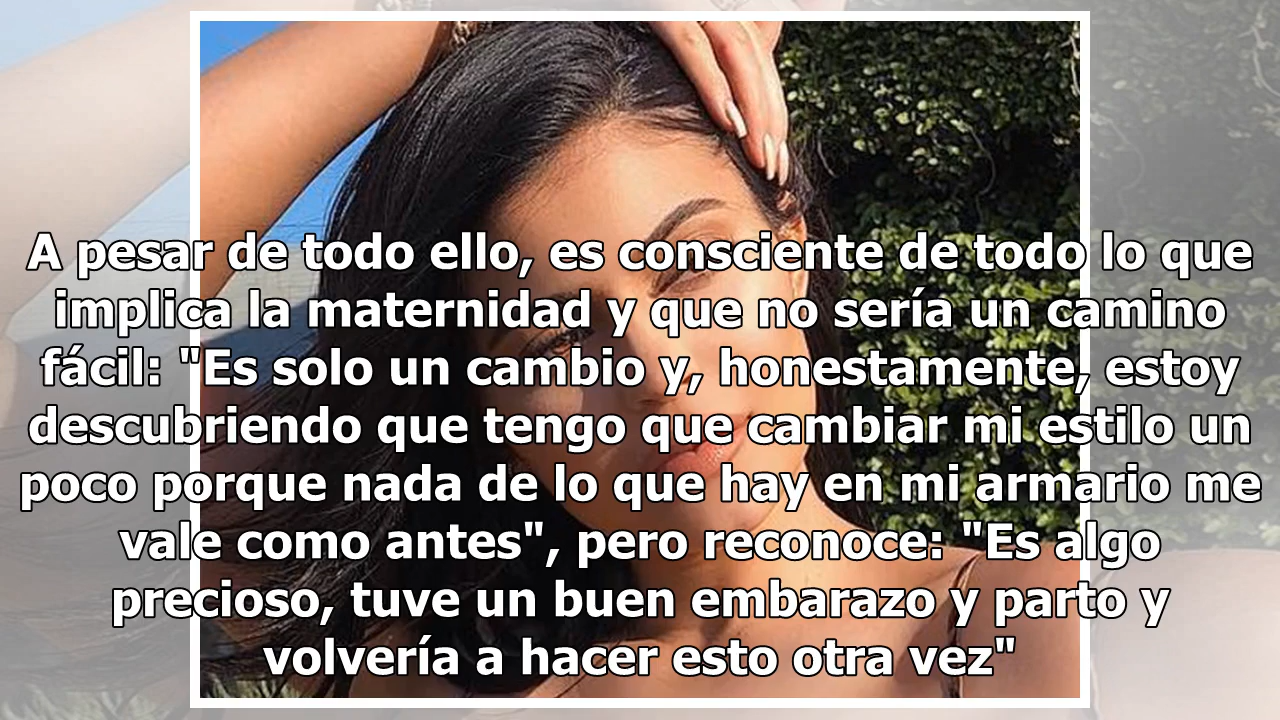 A pesar de todo ello, es consciente de todo lo que
implica la maternidad y que no sería un camino
fácil: "Es solo un cambio y, honestamente, estoy
descubriendo que tengo que cambiar mi estilo un
poco porque nada de lo que hay en mi armario me
vale como antes", pero reconoce: "Es algo
precioso, tuve un buen embarazo y parto y
volvería a hacer esto otra vez"